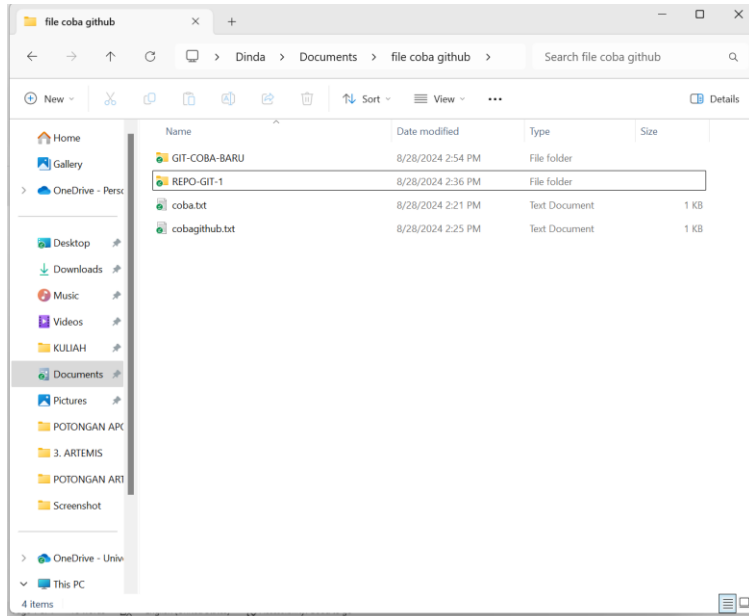 file coba github
Dinda > Documents > file coba github >
Search file coba github
New
Sort
View
Details
Name Date modified Type Size
GIT-COBA-BARU 8/28/2024 2:54 PM File folder
REPO-GIT-1 8/28/2024 2:36 PM File folder
coba.txt 8/28/2024 2:21 PM Text Document 1 KB
cobagithub.txt 8/28/2024 2:25 PM Text Document 1 KB
Home
Gallery
OneDrive - Persc
Desktop
Downloads
Music
Videos
KULIAH
Documents
Pictures
POTONGAN APC
3. ARTEMIS
POTONGAN ART
Screenshot
OneDrive - Unive
This PC
4 items